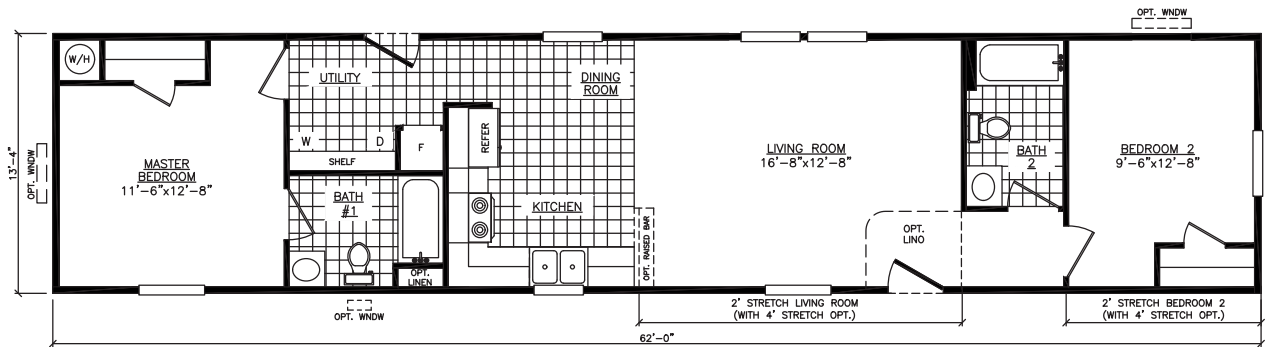 OPT. WNDW
W/H
UTILITY
DINING
ROOM
13'-4"
OPT. WNDW
MASTER
BEDROOM
11'-6"x12'-8"
W
D
F
SHELF
REFER
LIVING ROOM
16'-8"x12'-8"
BATH
2
BEDROOM 2
9'-6"x12'-8"
BATH
#1
KITCHEN
OPT. RAISED BAR
OPT.
LINO
OPT.
LINEN
OPT. WNDW
2' STRETCH LIVING ROOM
(WITH 4' STRETCH OPT.)
2' STRETCH BEDROOM 2
(WITH 4' STRETCH OPT.)
62'-0"